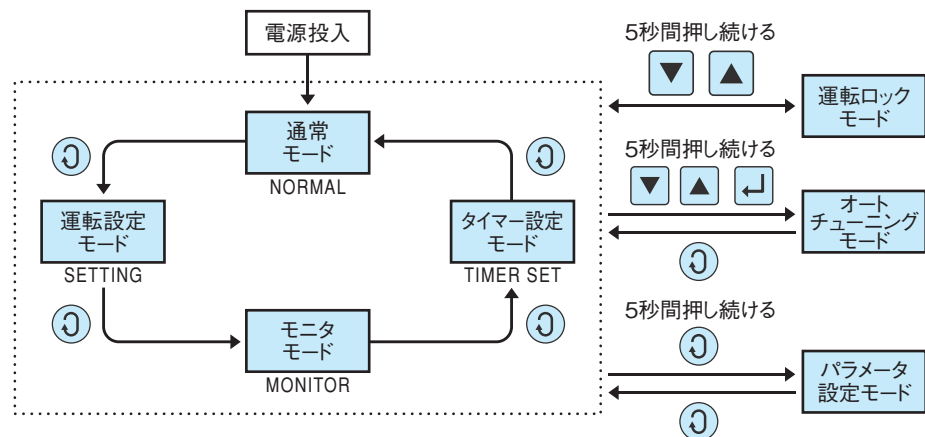 電源投入
通常
モード
NORMAL
運転設定
モード
SETTING
タイマー設定
モード
TIMER SET
モニタ
モード
MONITOR
5秒間押し続ける
運転ロック
モード
5秒間押し続ける
オート
チューニング
モード
5秒間押し続ける
パラメータ
設定モード